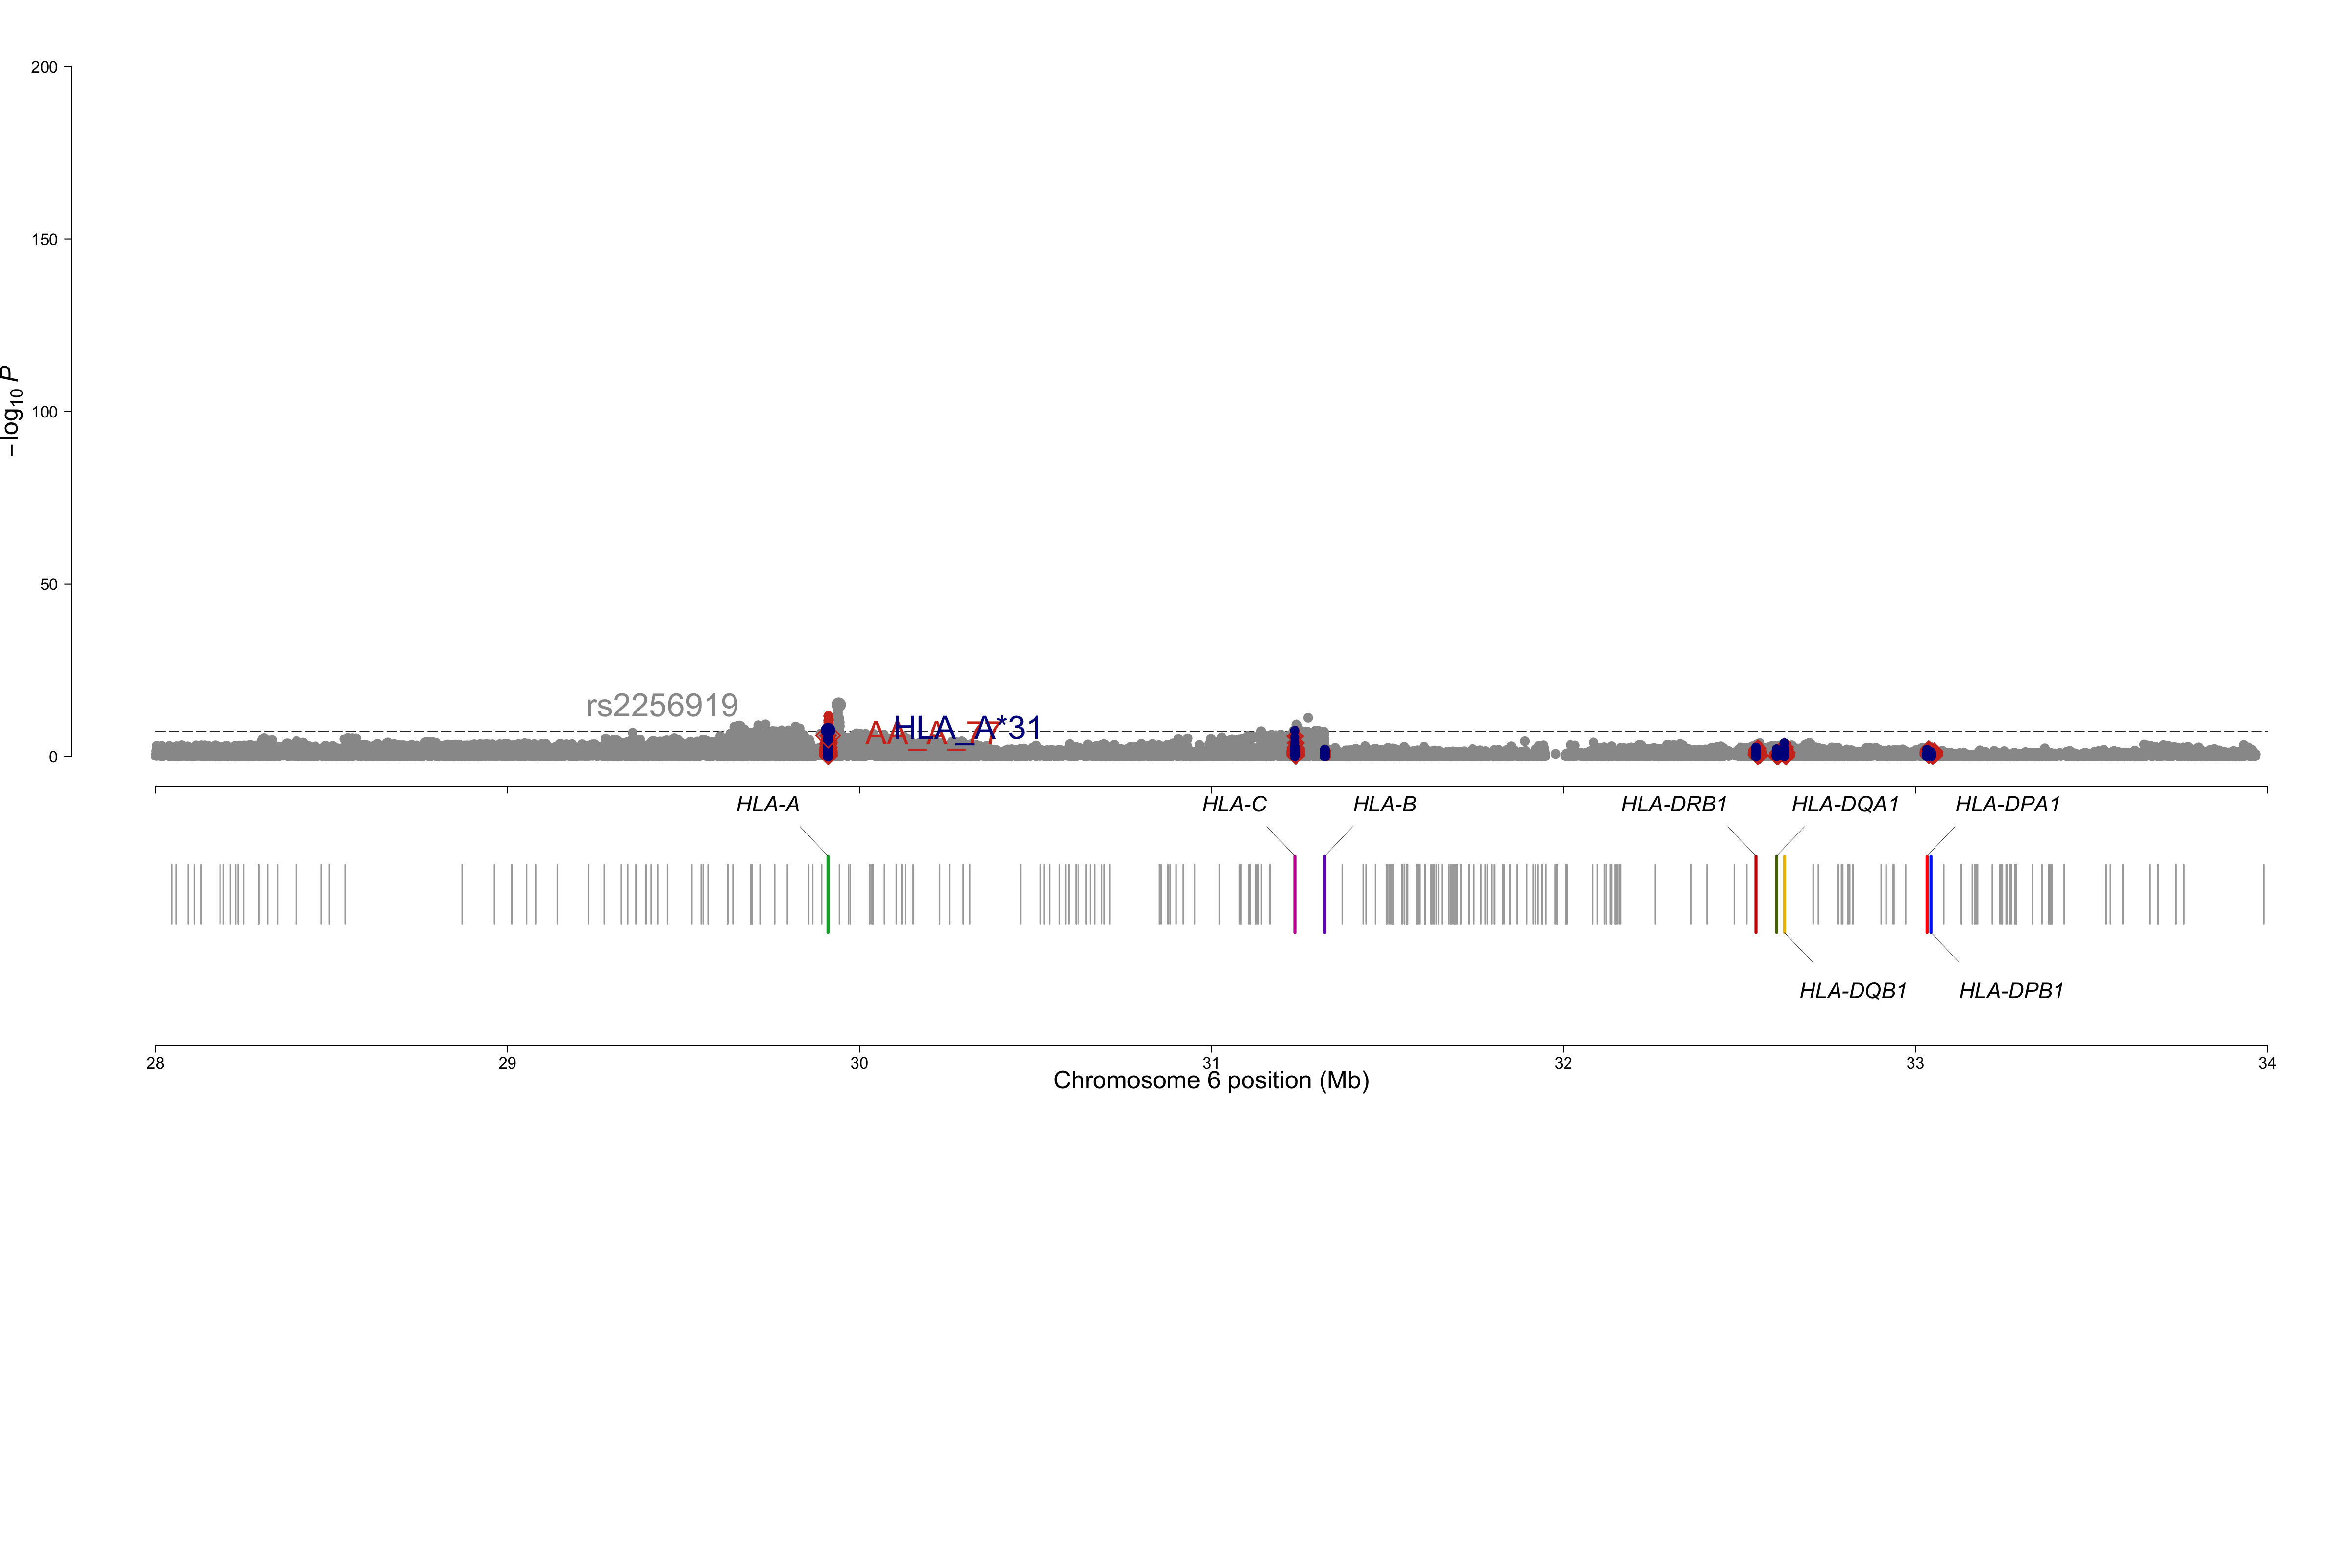 200
150
100
50
0
−log10 P
rs2256919
AA_A_77
HLA_A*31
HLA-A
HLA-C
HLA-B
HLA-DRB1
HLA-DQA1
HLA-DPA1
HLA-DQB1
HLA-DPB1
28 29 30 31 32 33 34
Chromosome 6 position (Mb)